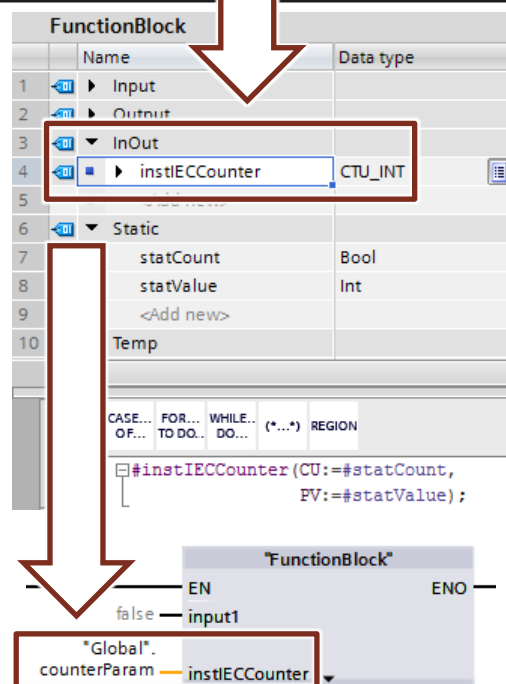 FunctionBlock
Name Data type
1 Input
2 Output
3 InOut
4 instIECCounter CTU_INT
5 <Add new>
6 Static
7 statCount Bool
8 statValue Int
9 <Add new>
10 Temp
CASE... FOR... WHILE.. (*...*) REGION
OF... TO DO.. DO...
#instIECCounter(CU:=#statCount,
PV:=#statValue);
"FunctionBlock"
EN ENO
false input1
"Global".
counterParam instIECCounter